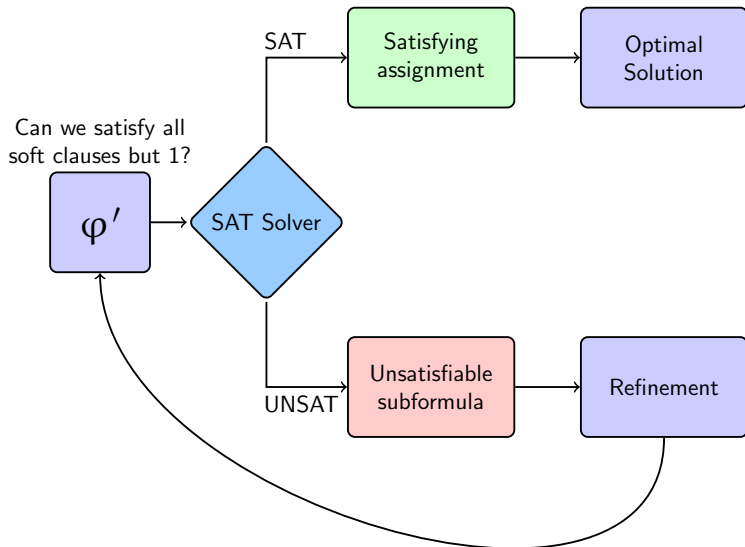 SAT
Satisfying
assignment
Optimal
Solution
Can we satisfy all
soft clauses but 1?
φ′
SAT Solver
UNSAT
Unsatisfiable
subformula
Refinement